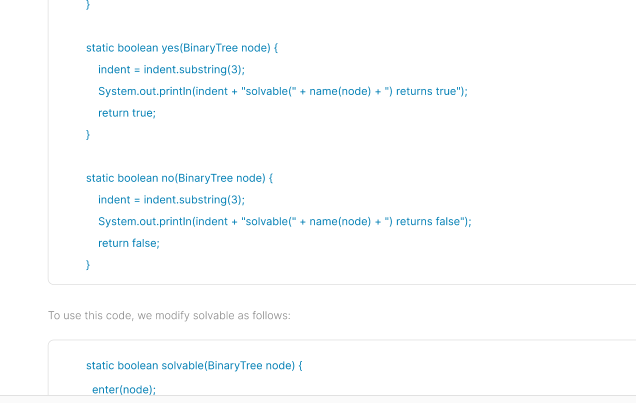 }
static boolean yes(BinaryTree node) {
indent = indent.substring(3);
System.out.println(indent + "solvable(" + name(node) + ") returns true");
return true;
}
static boolean no(BinaryTree node) {
indent = indent.substring(3);
System.out.println(indent + "solvable(" + name(node) + ") returns false");
return false;
}
To use this code, we modify solvable as follows:
static boolean solvable(BinaryTree node) {
enter(node);